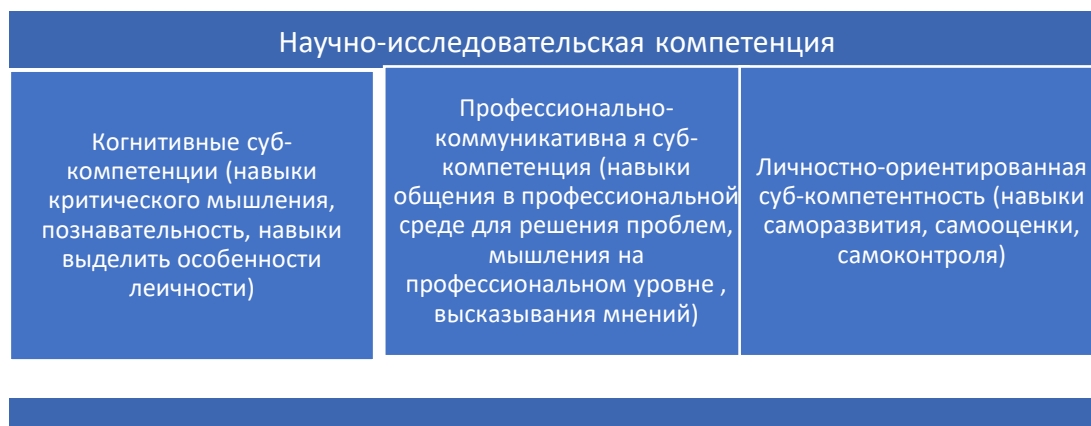 Научно-исследовательская компетенция
Когнитивные суб-
компетенции (навыки
критического мышления,
познавательность, навыки
выделить особенности
леичности)
Профессионально-
коммуникативна я суб-
компетенция (навыки
общения в профессиональной
среде для решения проблем,
мышления на
профессиональном уровне ,
высказывания мнений)
Личностно-ориентированная
суб-компетентность (навыки
саморазвития, самооценки,
самоконтроля)